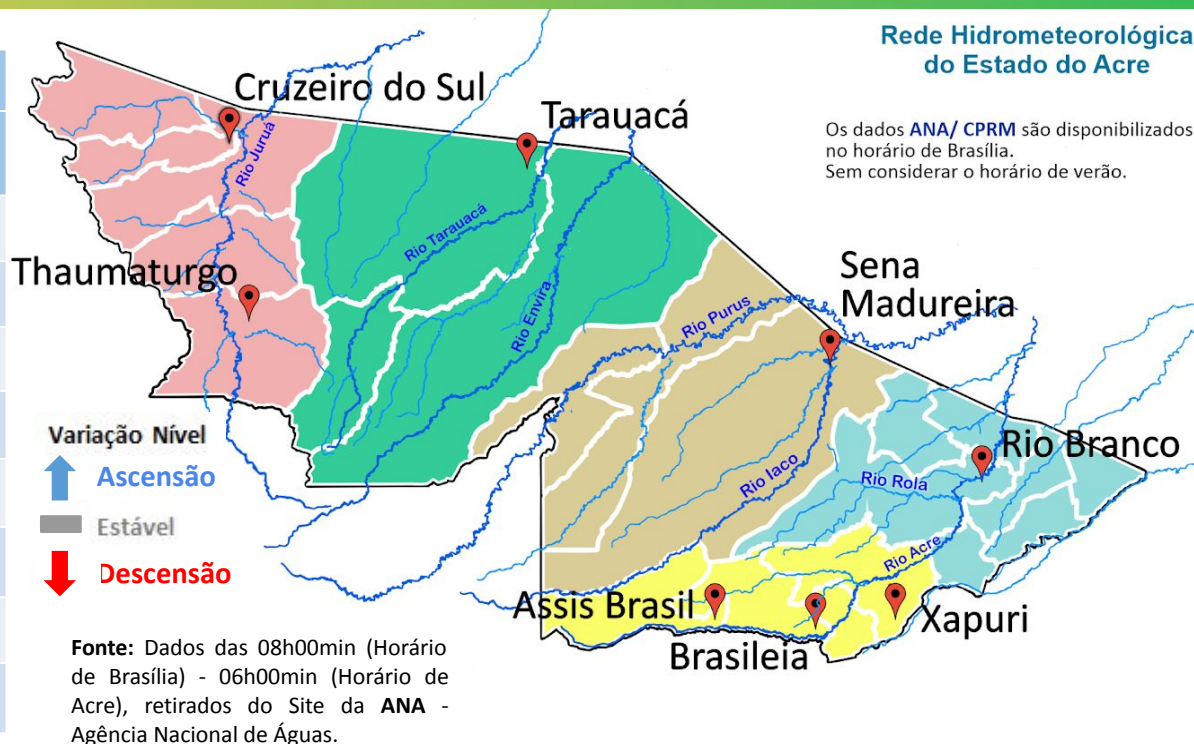 Rede Hidrometeorológica
do Estado do Acre
Os dados ANA/ CPRM são disponibilizados
no horário de Brasília.
Sem considerar o horário de verão.
Cruzeiro do Sul
Tarauacá
Rio Juruá
Rio Tarauacá
Thaumaturgo
Rio Envira
Sena
Madureira
Rio Purus
Rio Branco
Rio Iaco
Rio Rola
Rio Acre
Assis Brasil
Xapuri
Brasileia
Variação Nível
Ascensão
Estável
Descensão
Fonte: Dados das 08h00min (Horário
de Brasília) - 06h00min (Horário de
Acre), retirados do Site da ANA -
Agência Nacional de Águas.